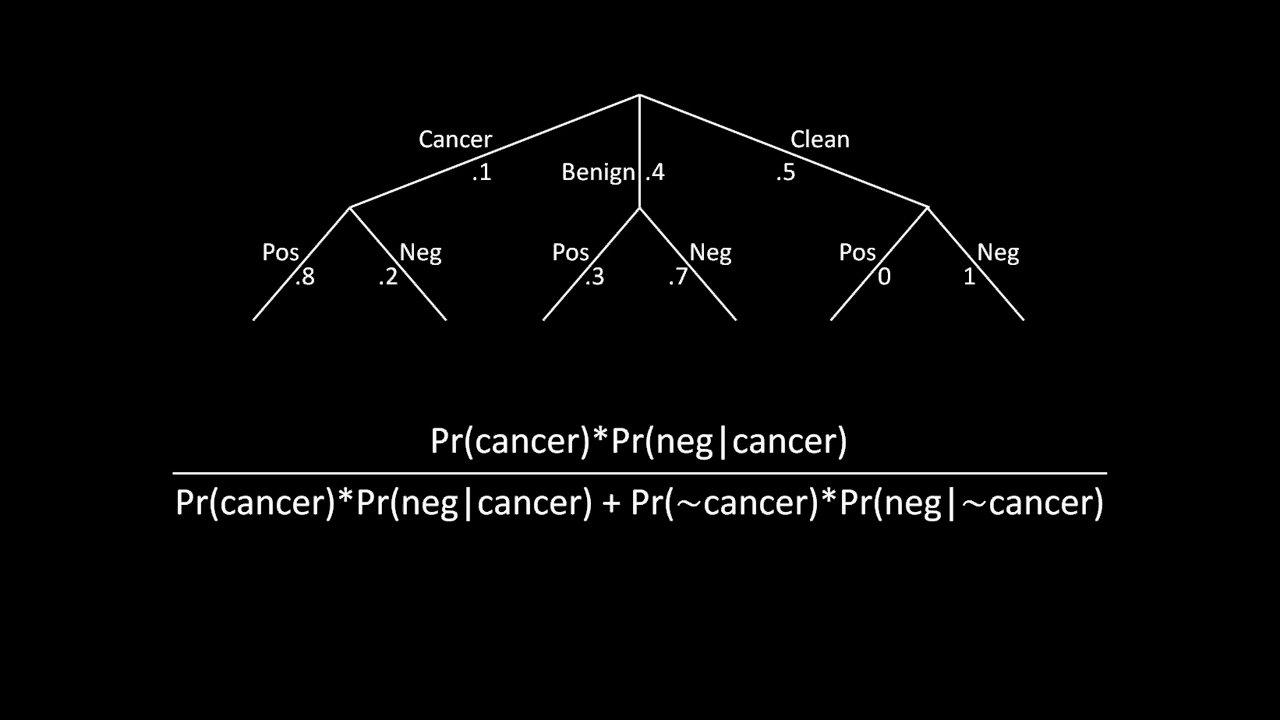 Cancer Clean
.1 Benign .4 .5
Pos Neg Pos Neg Pos Neg
.8 .2 .3 .7 0 1
Pr(cancer)*Pr(neg|cancer)
Pr(cancer)*Pr(neg|cancer) + Pr(~cancer)*Pr(neg|~cancer)